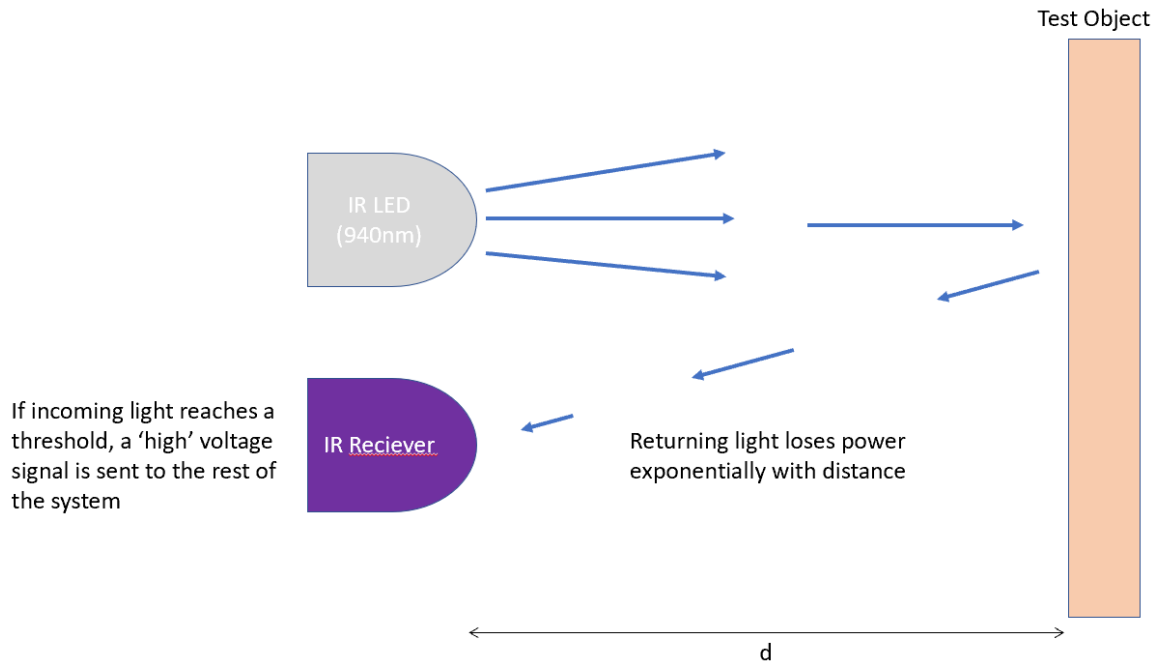 Test Object
IR LED
(940nm)
If incoming light reaches a
threshold, a ‘high’ voltage
signal is sent to the rest of
the system
IR Reciever
Returning light loses power
exponentially with distance
d